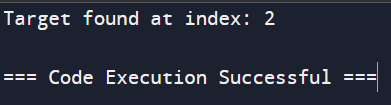 Target found at index: 2
=== Code Execution Successful ===